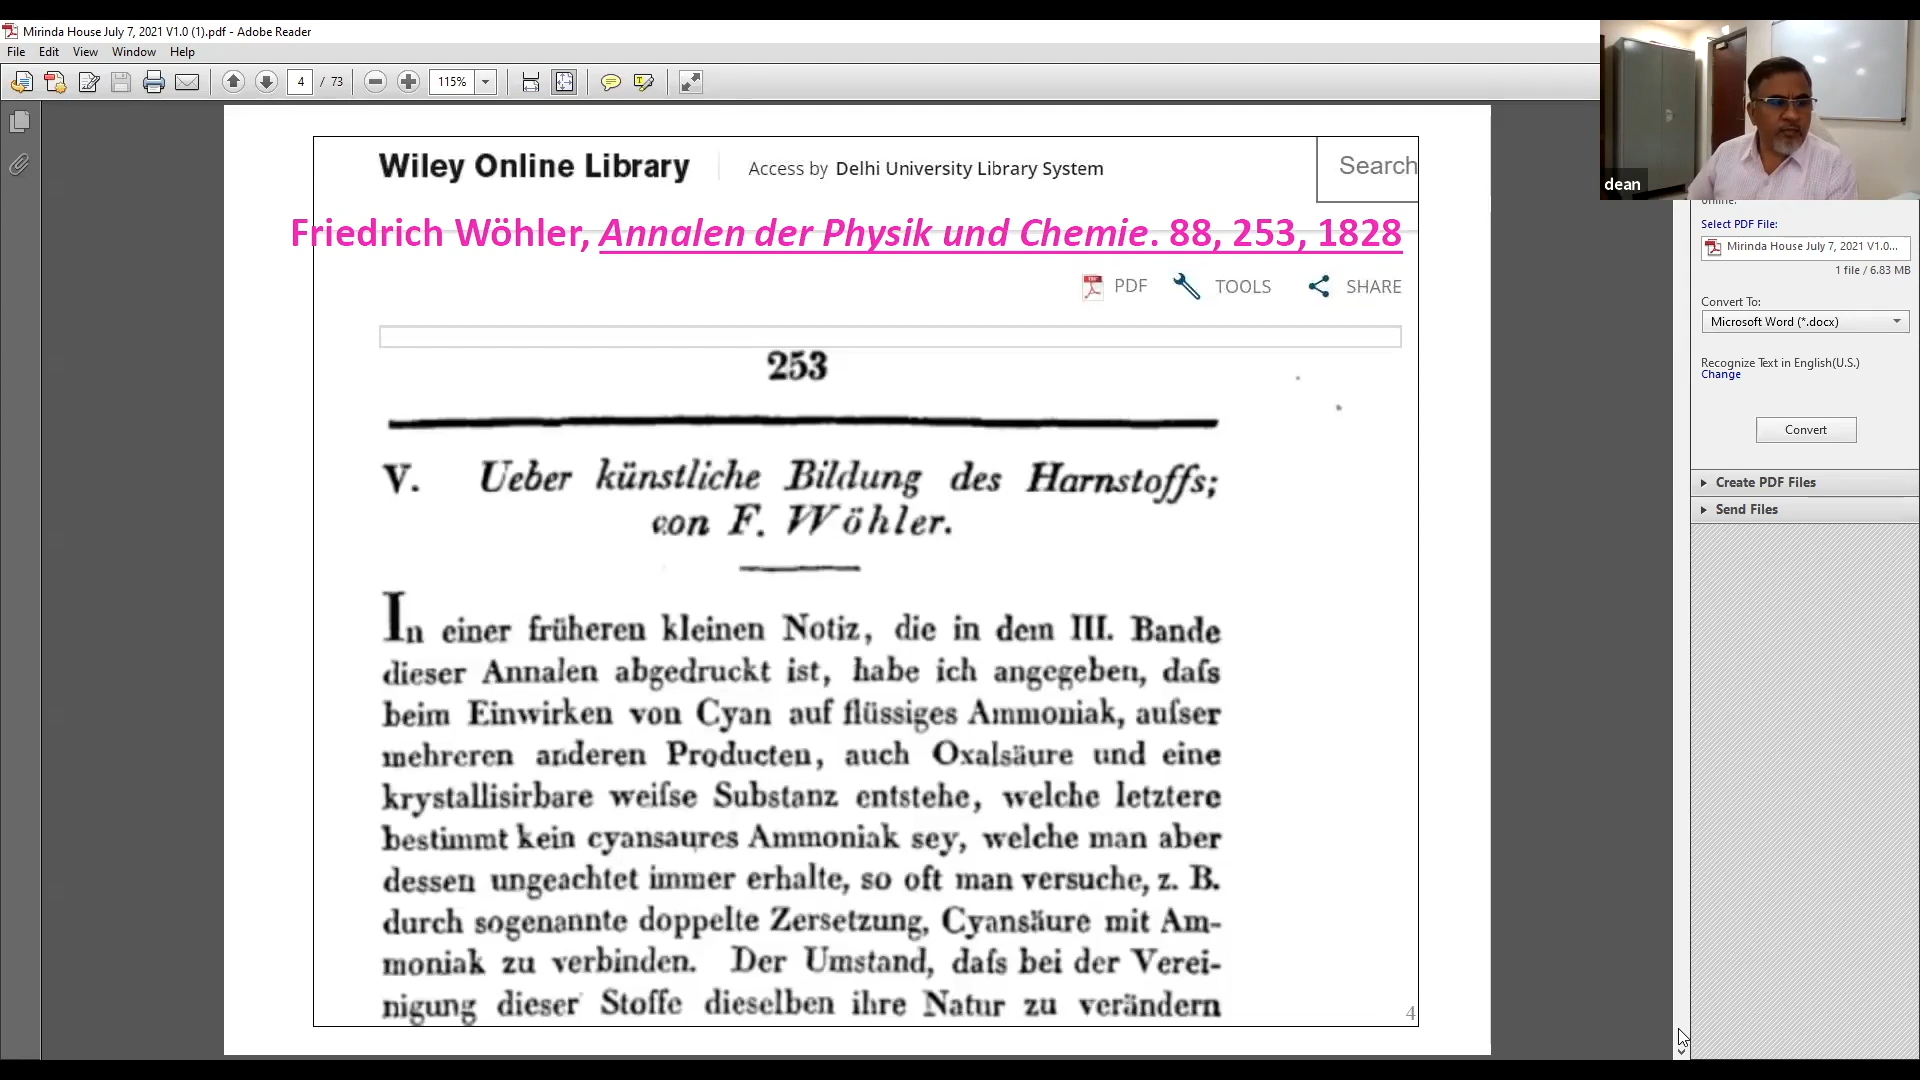 Mirinda House July 7, 2021 V1.0 (1).pdf - Adobe Reader
File Edit View Window Help
4 / 73 115%
dean
Wiley Online Library Access by Delhi University Library System Search
Friedrich Wöhler, Annalen der Physik und Chemie. 88, 253, 1828
PDF TOOLS SHARE
253
V. Ueber künstliche Bildung des Harnstoffs;
von F. Wöhler.
In einer früheren kleinen Notiz, die in dem III. Bande
dieser Annalen abgedruckt ist, habe ich angegeben, daſs
beim Einwirken von Cyan auf flüssiges Ammoniak, auſser
mehreren anderen Producten, auch Oxalsäure und eine
krystallisirbare weiſse Substanz entstehe, welche letztere
bestimmt kein cyansaures Ammoniak sey, welche man aber
dessen ungeachtet immer erhalte, so oft man versuche, z. B.
durch sogenannte doppelte Zersetzung, Cyansäure mit Am-
moniak zu verbinden. Der Umstand, daſs bei der Verei-
nigung dieser Stoffe dieselben ihre Natur zu verändern
4
Select PDF File:
Mirinda House July 7, 2021 V1.0...
1 file / 6.83 MB
Convert To:
Microsoft Word (*.docx)
Recognize Text in English(U.S.)
Change
Convert
Create PDF Files
Send Files